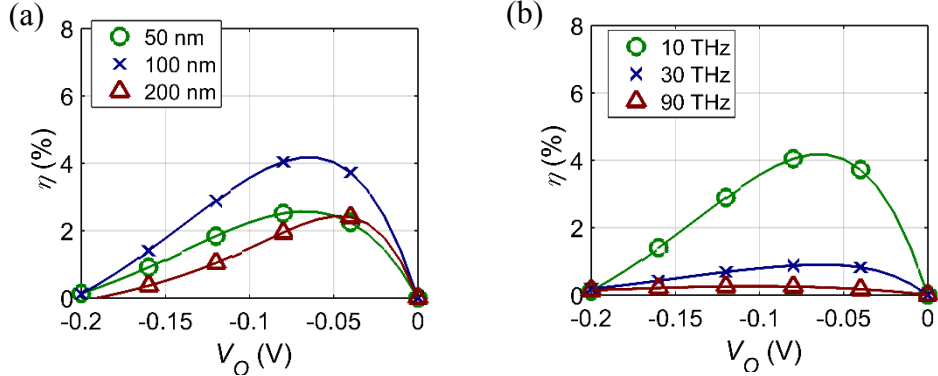 (a)
8
6
4
2
0
η (%)
50 nm
100 nm
200 nm
-0.2
-0.15
-0.1
-0.05
0
V_O (V)
(b)
8
6
4
2
0
η (%)
10 THz
30 THz
90 THz
-0.2
-0.15
-0.1
-0.05
0
V_O (V)